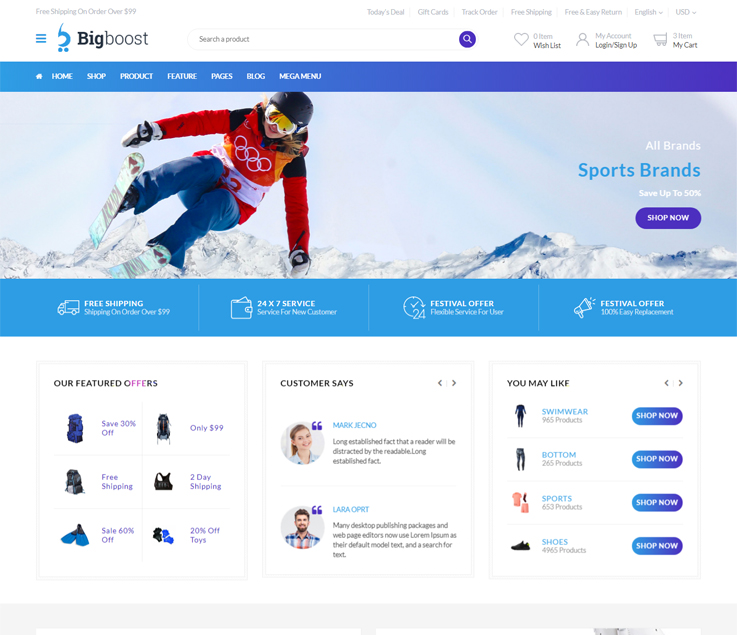 Free Shipping On Order Over $99
Today's Deal
Gift Cards
Track Order
Free Shipping
Free & Easy Return
English
USD
Bigboost
Search a product
0 Item
Wish List
My Account
Login/Sign Up
3 Item
My Cart
HOME
SHOP
PRODUCT
FEATURE
PAGES
BLOG
MEGA MENU
All Brands
Sports Brands
Save Up To 50%
SHOP NOW
FREE SHIPPING
Shipping On Order Over $99
24 X 7 SERVICE
Service For New Customer
24
FESTIVAL OFFER
Flexible Service For User
FESTIVAL OFFER
100% Easy Replacement
OUR FEATURED OFFERS
Save 30%
Off
Only $99
Free
Shipping
2 Day
Shipping
Sale 60%
Off
20% Off
Toys
CUSTOMER SAYS
MARK JECNO
Long established fact that a reader will be
distracted by the readable.Long
established fact.
LARA OPRT
Many desktop publishing packages and
web page editors now use Lorem Ipsum as
their default model text, and a search for
text.
YOU MAY LIKE
SWIMWEAR
965 Products
SHOP NOW
BOTTOM
265 Products
SHOP NOW
SPORTS
653 Products
SHOP NOW
SHOES
4965 Products
SHOP NOW